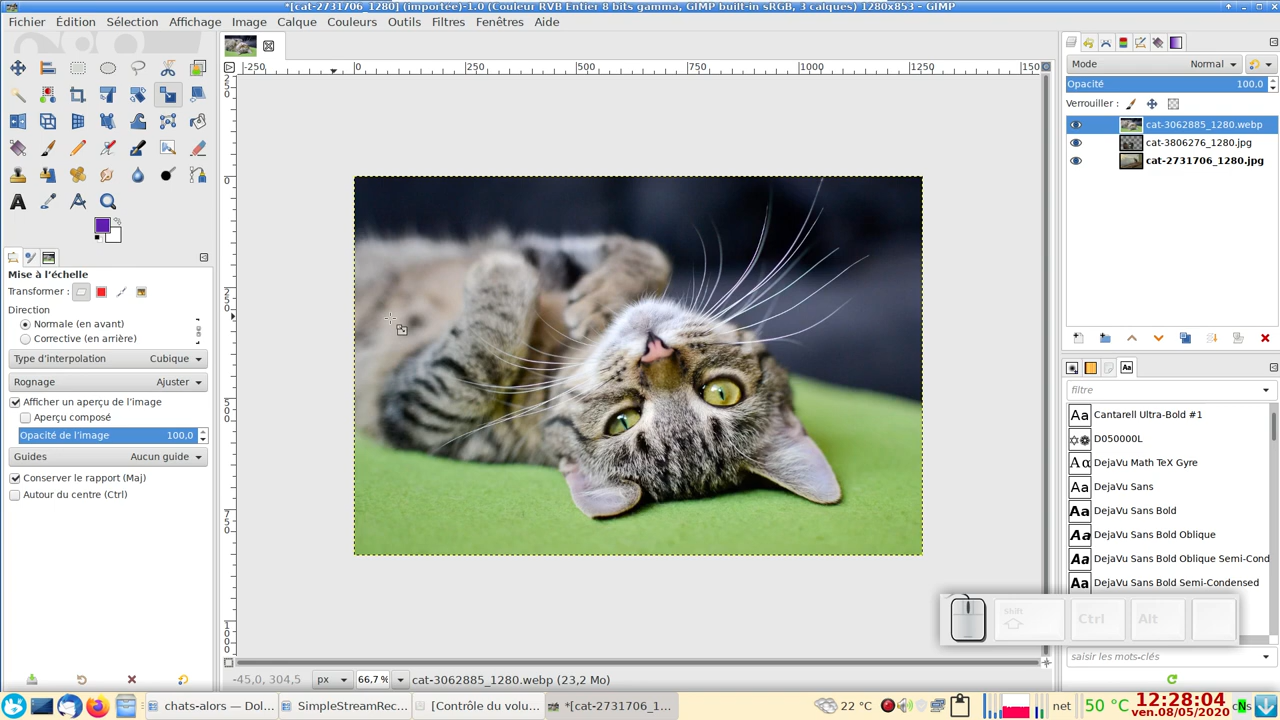 *[cat-2731706_1280] (importée)-1.0 (Couleur RVB Entier 8 bits gamma, GIMP built-in sRGB, 3 calques) 1280x853 – GIMP
Fichier Édition Sélection Affichage Image Calque Couleurs Outils Filtres Fenêtres Aide
-250 0 250 500 750 1000 1250 150
Mode Normal
Opacité 100,0
Verrouiller :
cat-3062885_1280.webp
cat-3806276_1280.jpg
cat-2731706_1280.jpg
Mise à l'échelle
Transformer :
Direction
Normale (en avant)
Corrective (en arrière)
Type d'interpolation Cubique
Rognage Ajuster
Afficher un aperçu de l'image
Aperçu composé
Opacité de l'image 100,0
Guides Aucun guide
Conserver le rapport (Maj)
Autour du centre (Ctrl)
filtre
Aa Cantarell Ultra-Bold #1
D050000L
Aα DejaVu Math TeX Gyre
Aa DejaVu Sans
Aa DejaVu Sans Bold
Aa DejaVu Sans Bold Oblique
Aa DejaVu Sans Bold Oblique Semi-Cond
Aa DejaVu Sans Bold Semi-Condensed
Shift Ctrl Alt
saisir les mots-clés
-45,0, 304,5 px 66,7 % cat-3062885_1280.webp (23,2 Mo)
chats-alors — Dol... SimpleStreamRec... [Contrôle du volu... *[cat-2731706_1... 22 °C net 50 °C 12:28:04
ven.08/05/2020